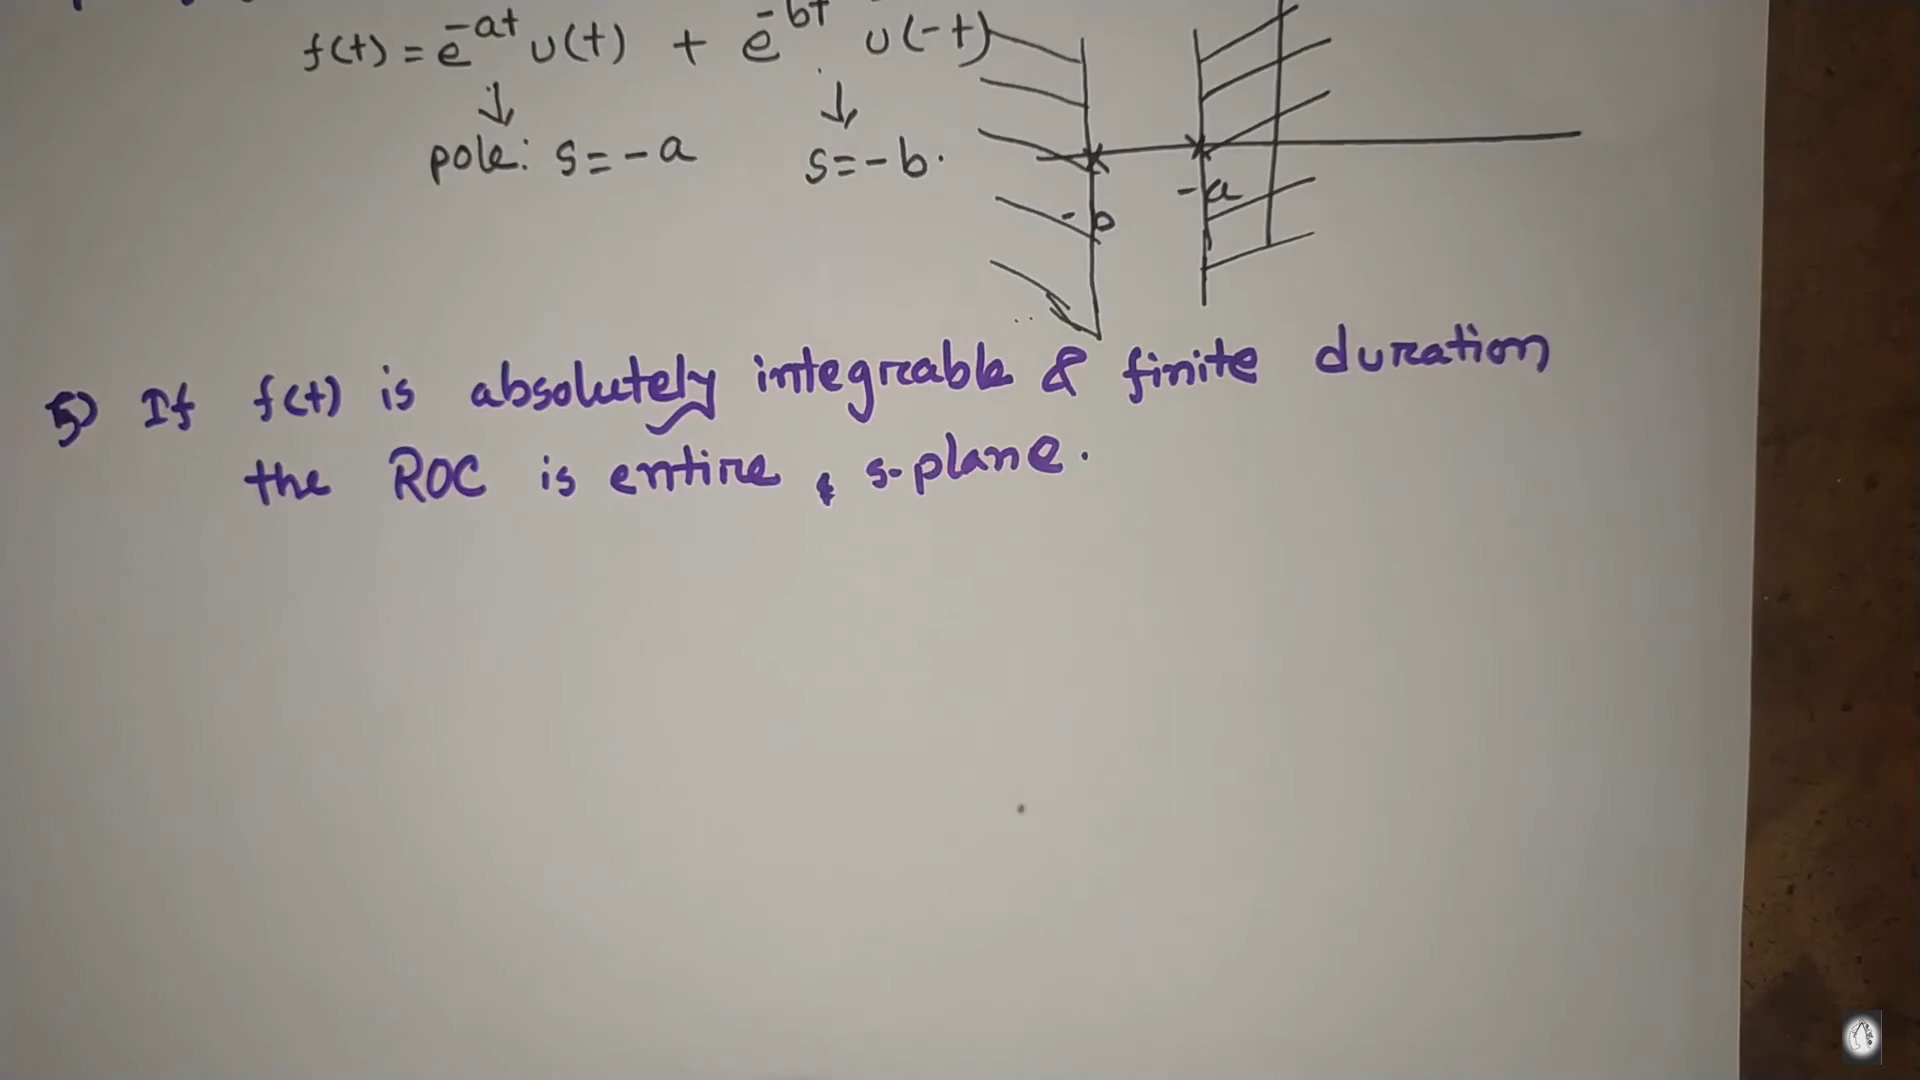 f(t) = e^-at u(t) + e^-bt u(-t)
↓ ↓
pole: s = -a s = -b.
-a
-b
5) If f(t) is absolutely integrable & finite duration
the ROC is entire s-plane.